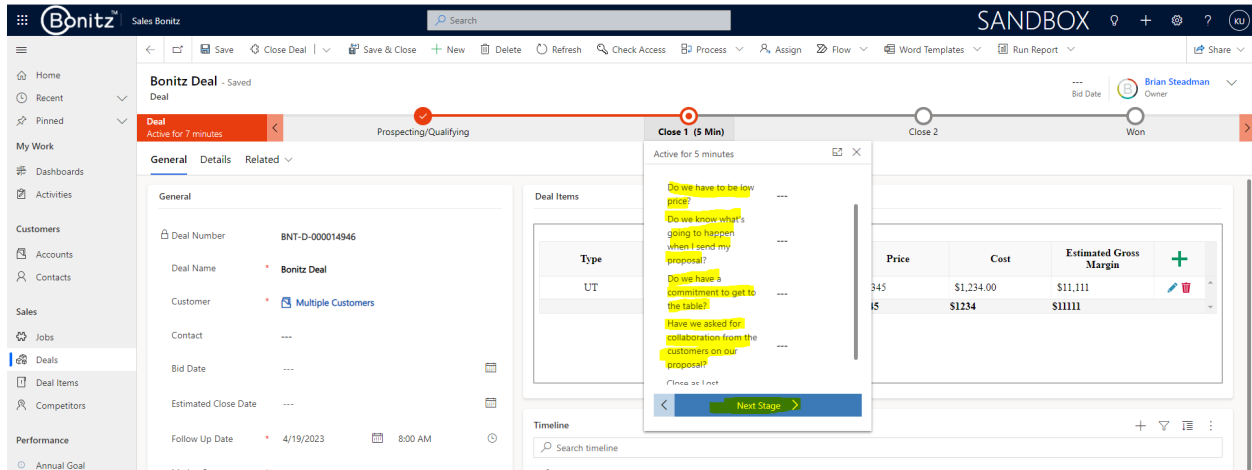 Bonitz™ Sales Bonitz
Search
SANDBOX
KU
Save
Close Deal
Save & Close
New
Delete
Refresh
Check Access
Process
Assign
Flow
Word Templates
Run Report
Share
Home
Recent
Pinned
My Work
Dashboards
Activities
Customers
Accounts
Contacts
Sales
Jobs
Deals
Deal Items
Competitors
Performance
Annual Goal
Bonitz Deal - Saved
Deal
---
Bid Date
B
Brian Steadman
Owner
Deal
Active for 7 minutes
Prospecting/Qualifying
Close 1 (5 Min)
Close 2
Won
General Details Related
General
Deal Number BNT-D-000014946
Deal Name * Bonitz Deal
Customer * Multiple Customers
Contact ---
Bid Date ---
Estimated Close Date ---
Follow Up Date * 4/19/2023 8:00 AM
Deal Items
Type Price Cost Estimated Gross
Margin
UT 345 $1,234.00 $11,111
$1234 $11111
Active for 5 minutes
Do we have to be low
price?
---
Do we know what's
going to happen
when I send my
proposal?
---
Do we have a
commitment to get to
the table?
---
Have we asked for
collaboration from the
customers on our
proposal?
---
Close as Lost
Next Stage
Timeline
Search timeline